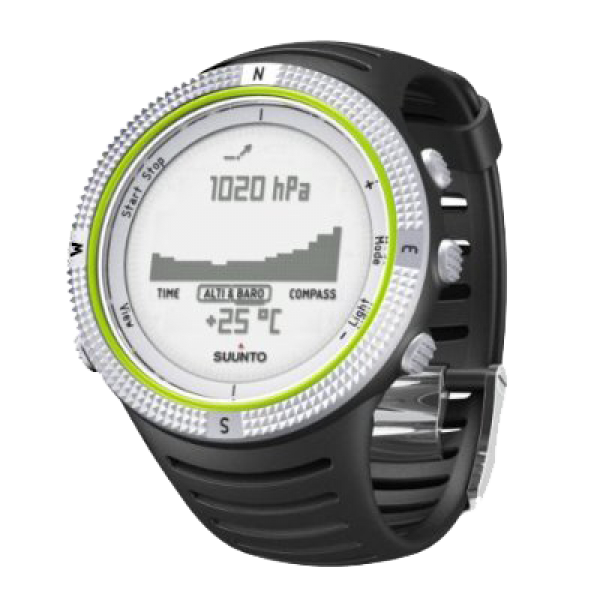 N
Start Stop
+
1020 hPa
W
E
Mode
TIME ALTI & BARO COMPASS
View
- Light
+25 °C
SUUNTO
S